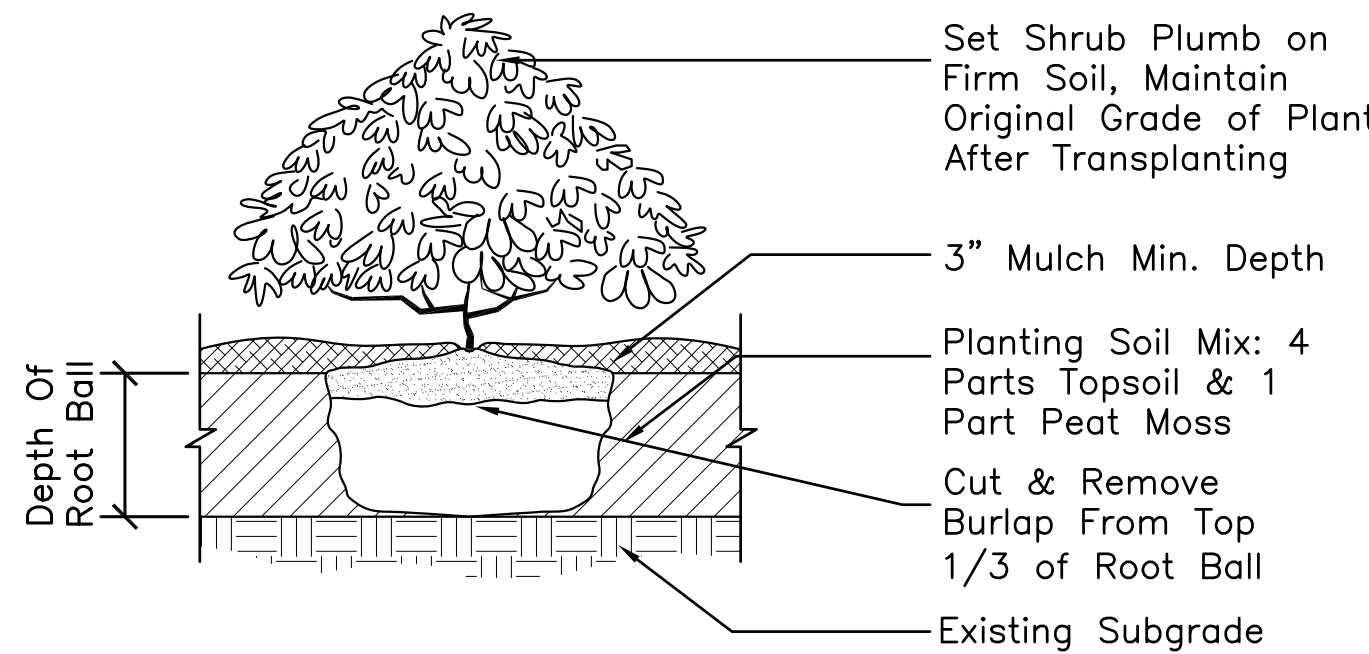 Set Shrub Plumb on
Firm Soil, Maintain
Original Grade of Plant
After Transplanting
3" Mulch Min. Depth
Planting Soil Mix: 4
Parts Topsoil & 1
Part Peat Moss
Cut & Remove
Burlap From Top
1/3 of Root Ball
Existing Subgrade
Depth Of
Root Ball